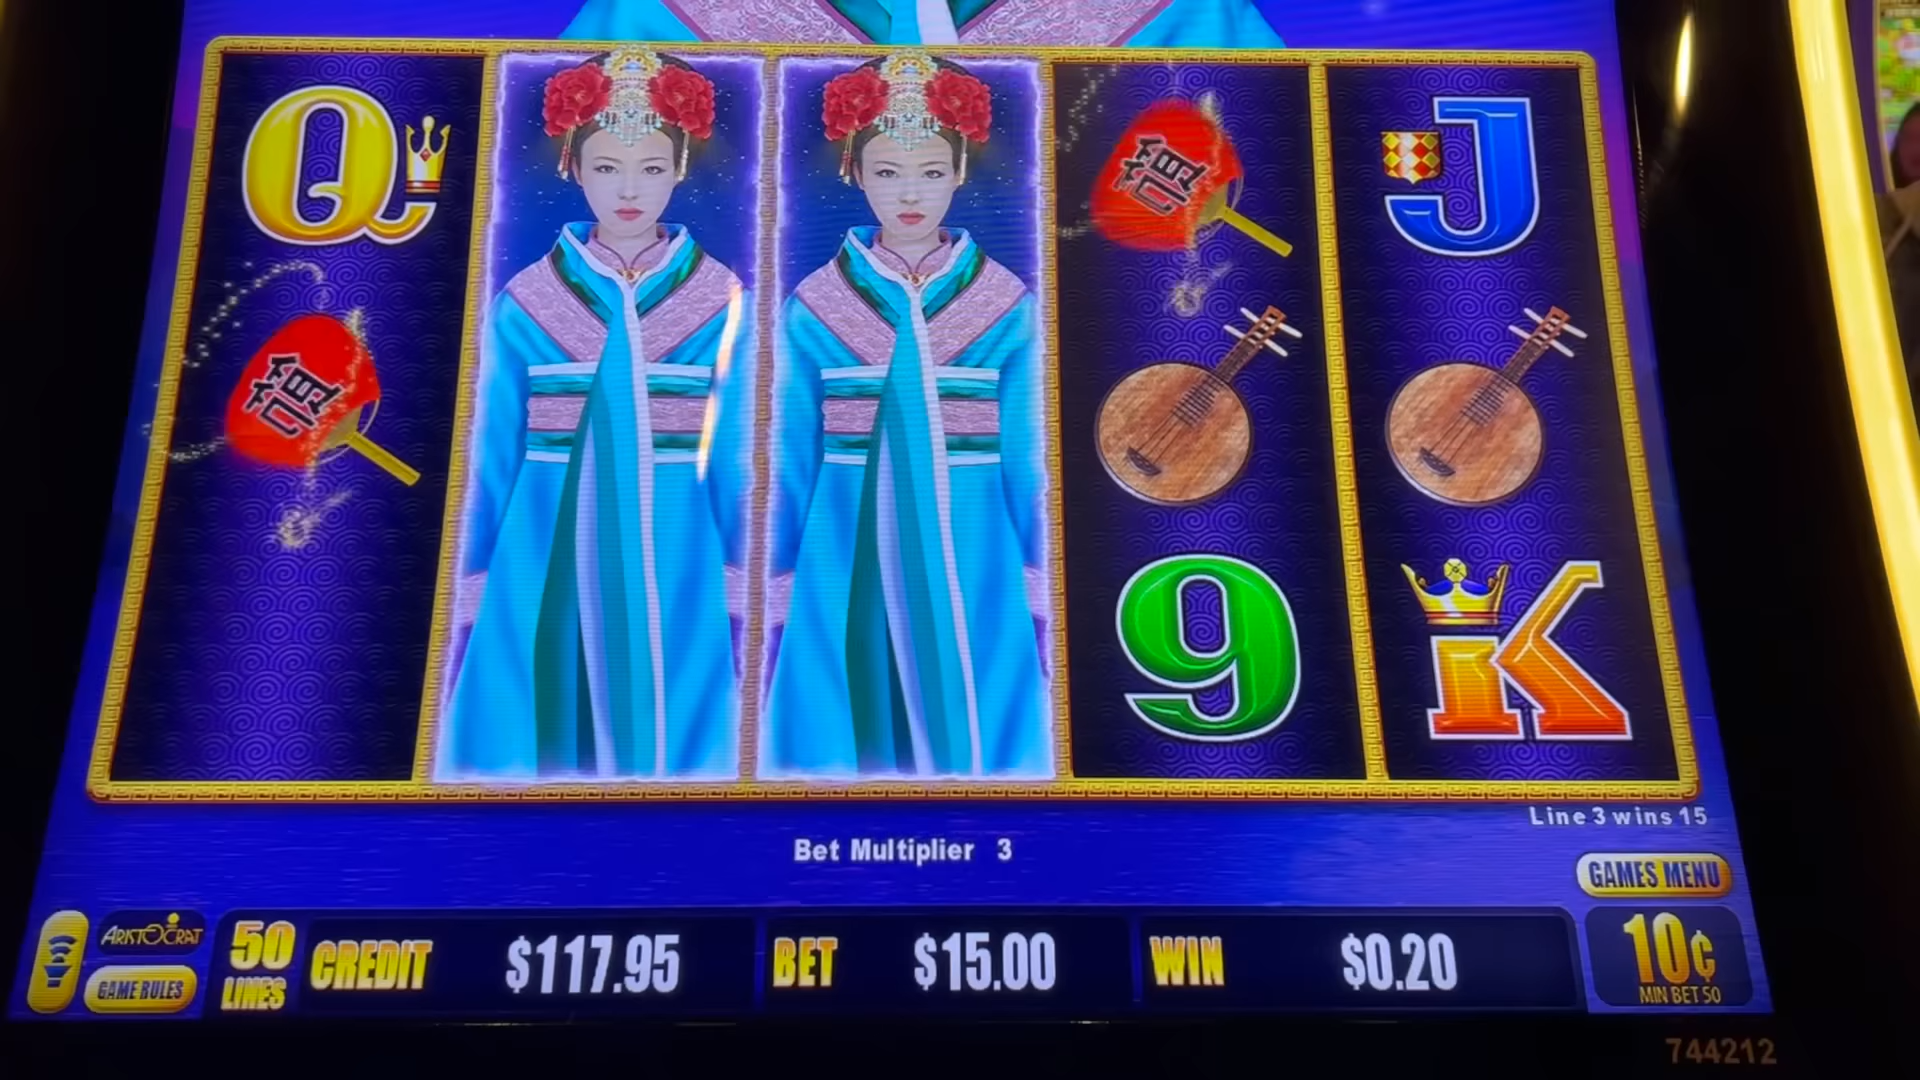 Q
J
9
K
Line 3 wins 15
Bet Multiplier 3
GAMES MENU
ARISTOCRAT
GAME RULES
50
LINES
CREDIT $117.95
BET $15.00
WIN $0.20
10¢
MIN BET 50
744212